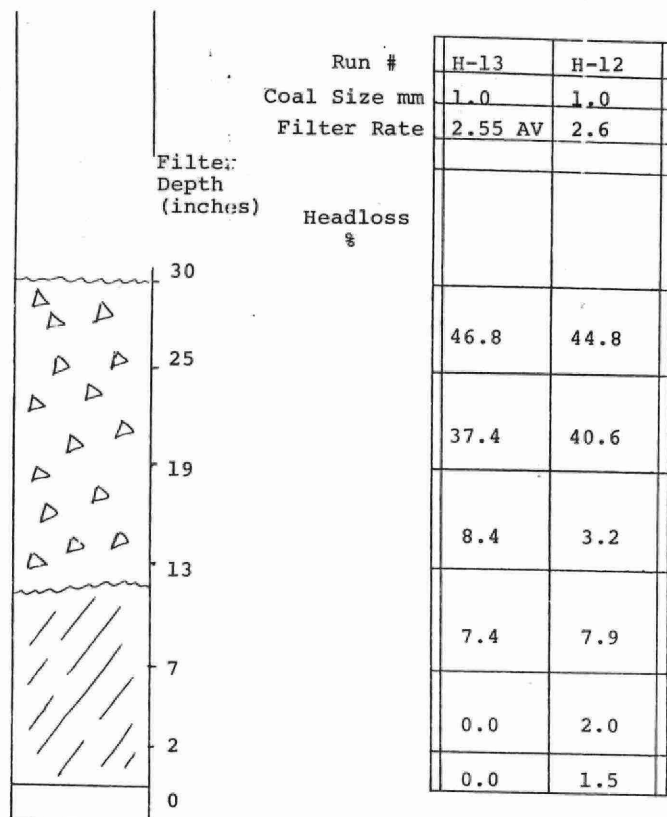 Run # H-13 H-12
Coal Size mm 1.0 1.0
Filter Rate 2.55 AV 2.6
Filter
Depth
(inches)
Headloss
%
30
46.8 44.8
25
37.4 40.6
19
8.4 3.2
13
7.4 7.9
7
0.0 2.0
2
0.0 1.5
0